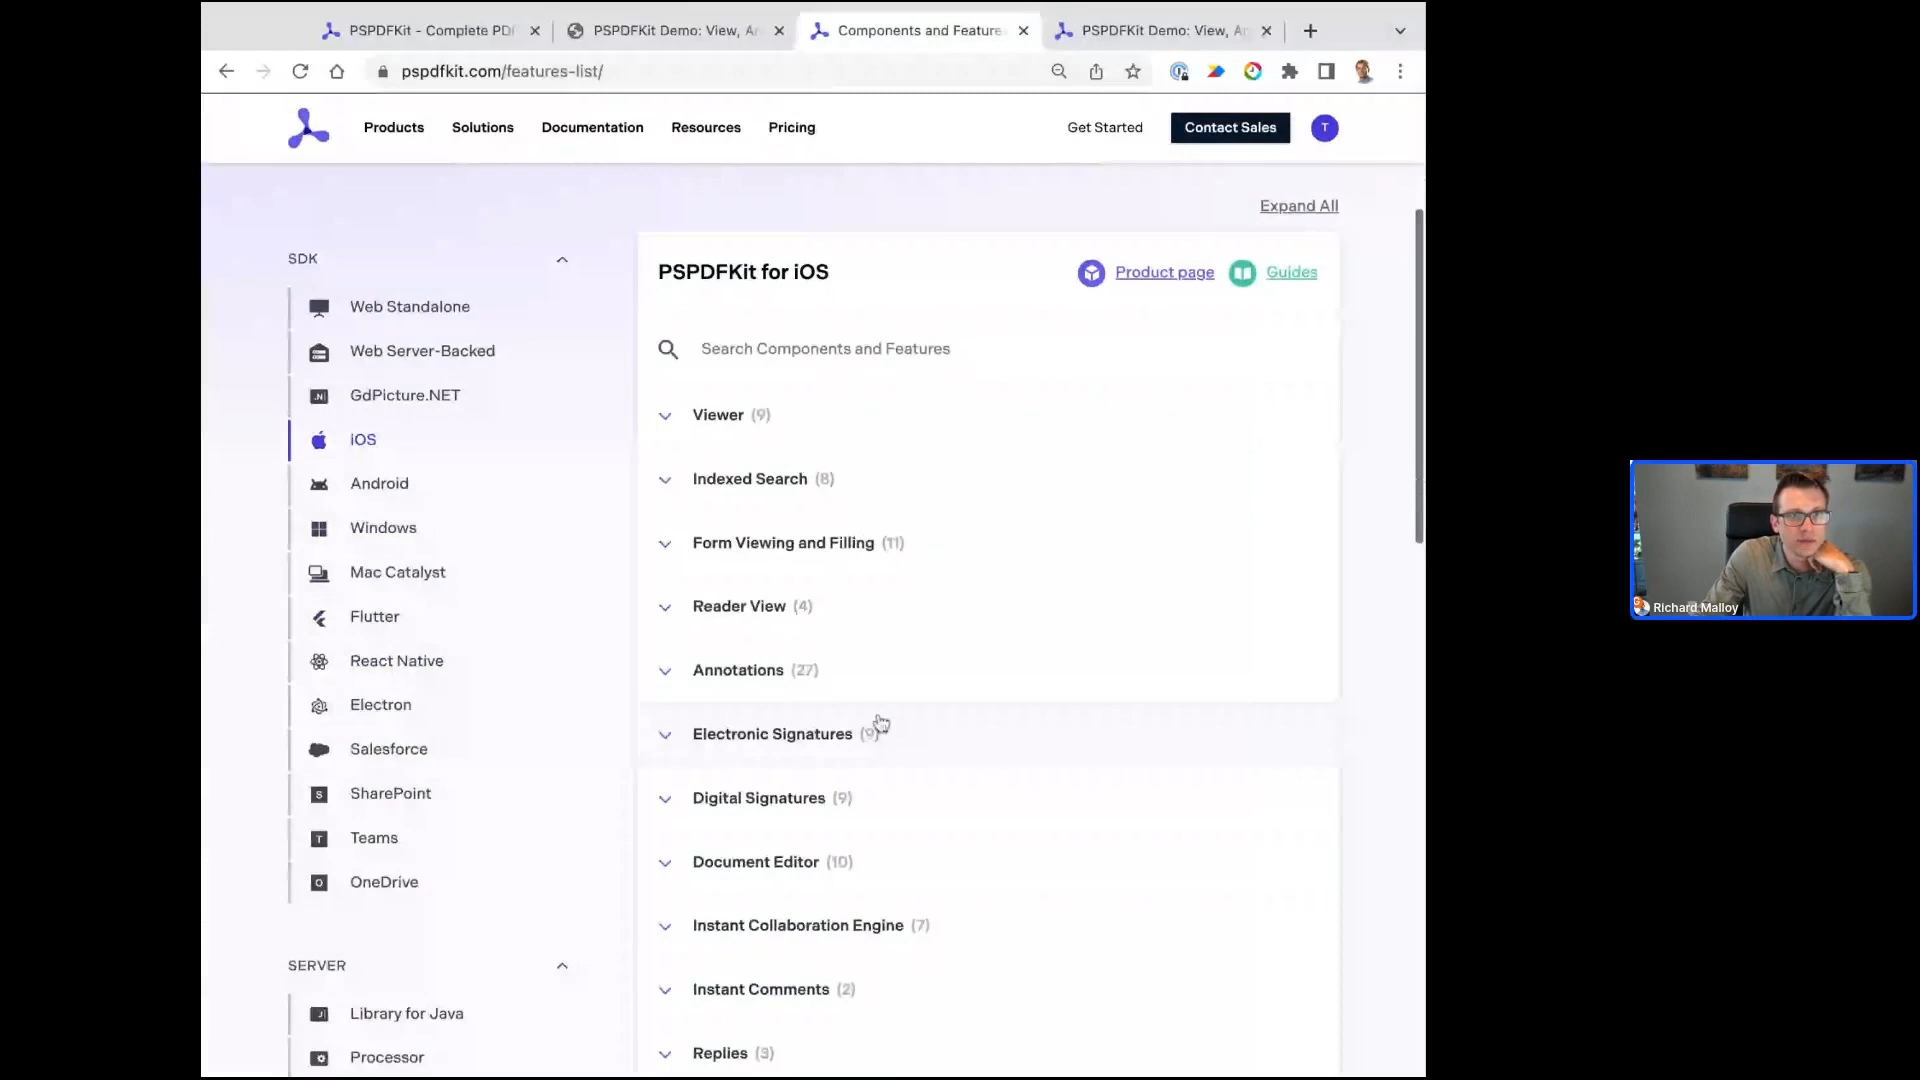 PSPDFKit - Complete PD
PSPDFKit Demo: View, A
Components and Feature
PSPDFKit Demo: View, A
pspdfkit.com/features-list/
Products
Solutions
Documentation
Resources
Pricing
Get Started
Contact Sales
T
Expand All
SDK
Web Standalone
Web Server-Backed
GdPicture.NET
iOS
Android
Windows
Mac Catalyst
Flutter
React Native
Electron
Salesforce
SharePoint
Teams
OneDrive
SERVER
Library for Java
Processor
PSPDFKit for iOS
Product page
Guides
Search Components and Features
Viewer (9)
Indexed Search (8)
Form Viewing and Filling (11)
Reader View (4)
Annotations (27)
Electronic Signatures
Digital Signatures (9)
Document Editor (10)
Instant Collaboration Engine (7)
Instant Comments (2)
Replies (3)
Richard Malloy